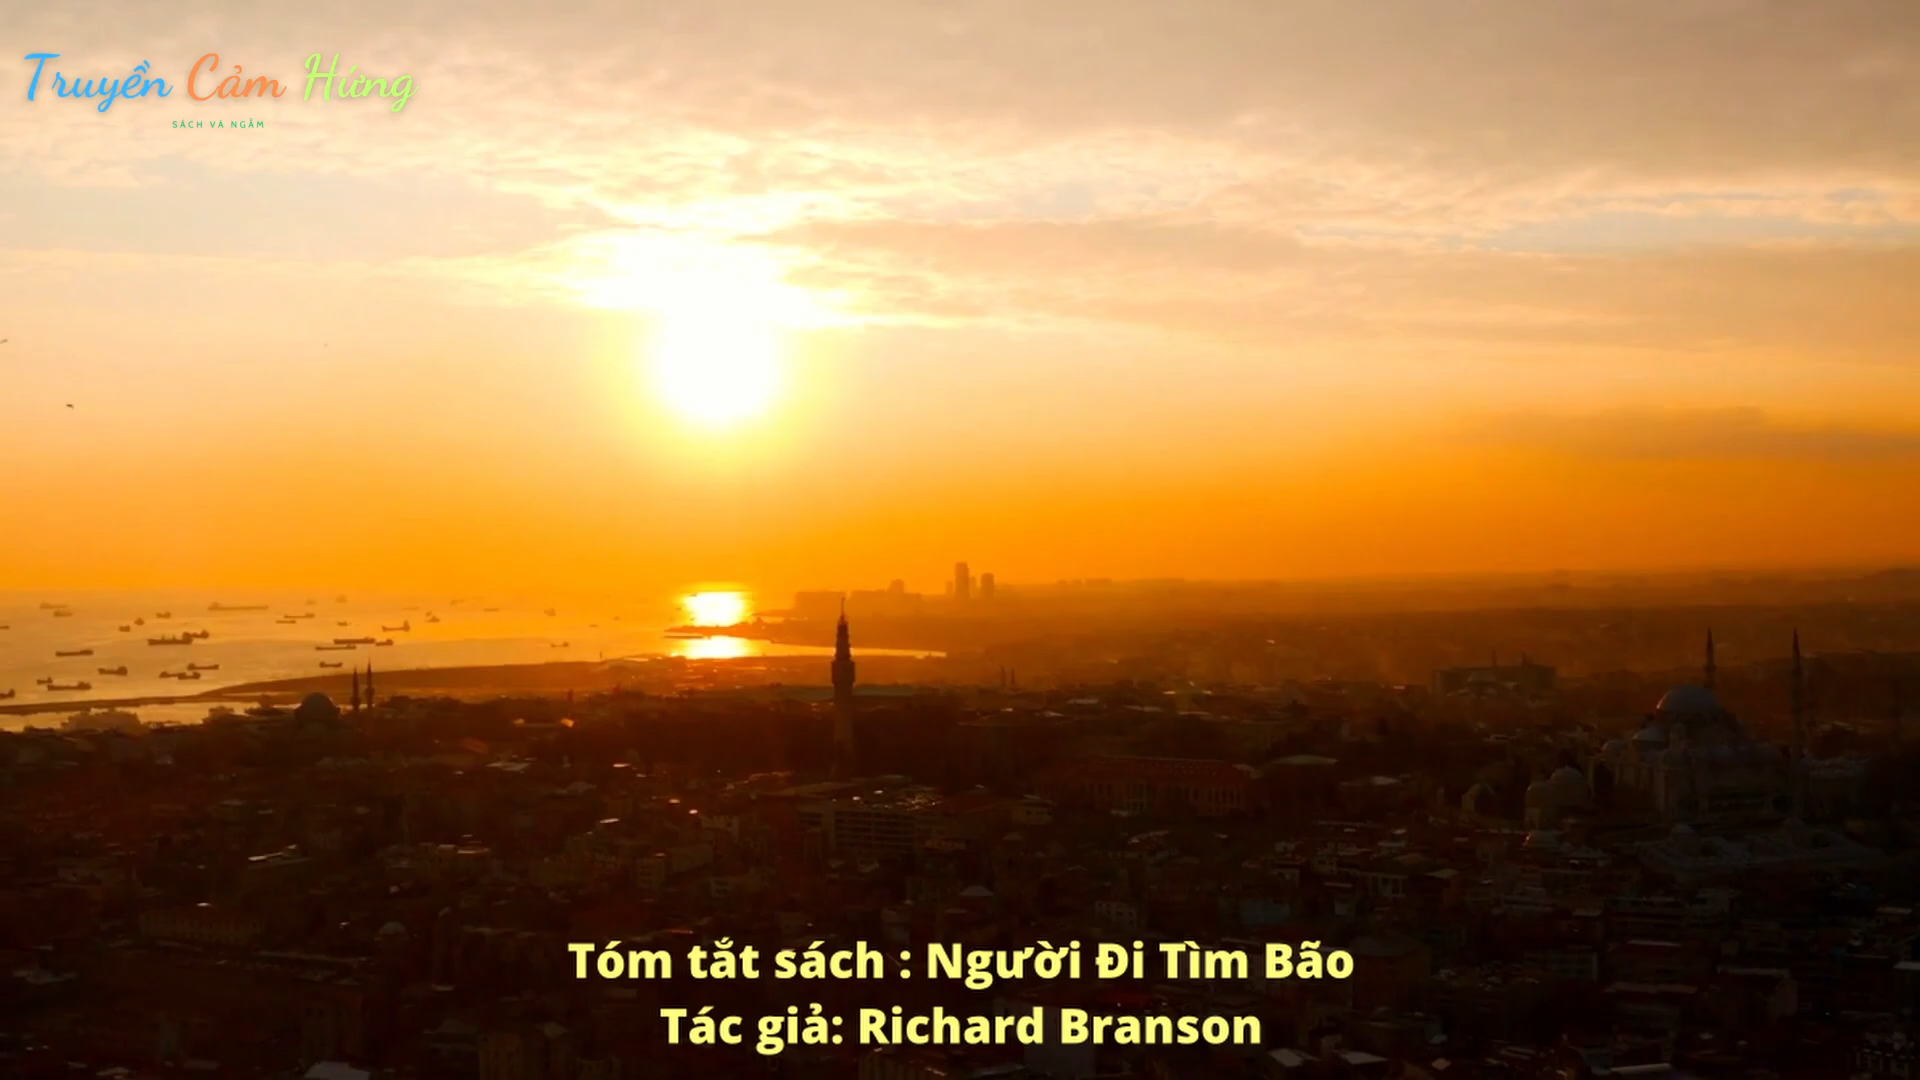 Truyền Cảm Hứng
SÁCH VÀ NGẪM
Tóm tắt sách : Người Đi Tìm Bão
Tác giả: Richard Branson